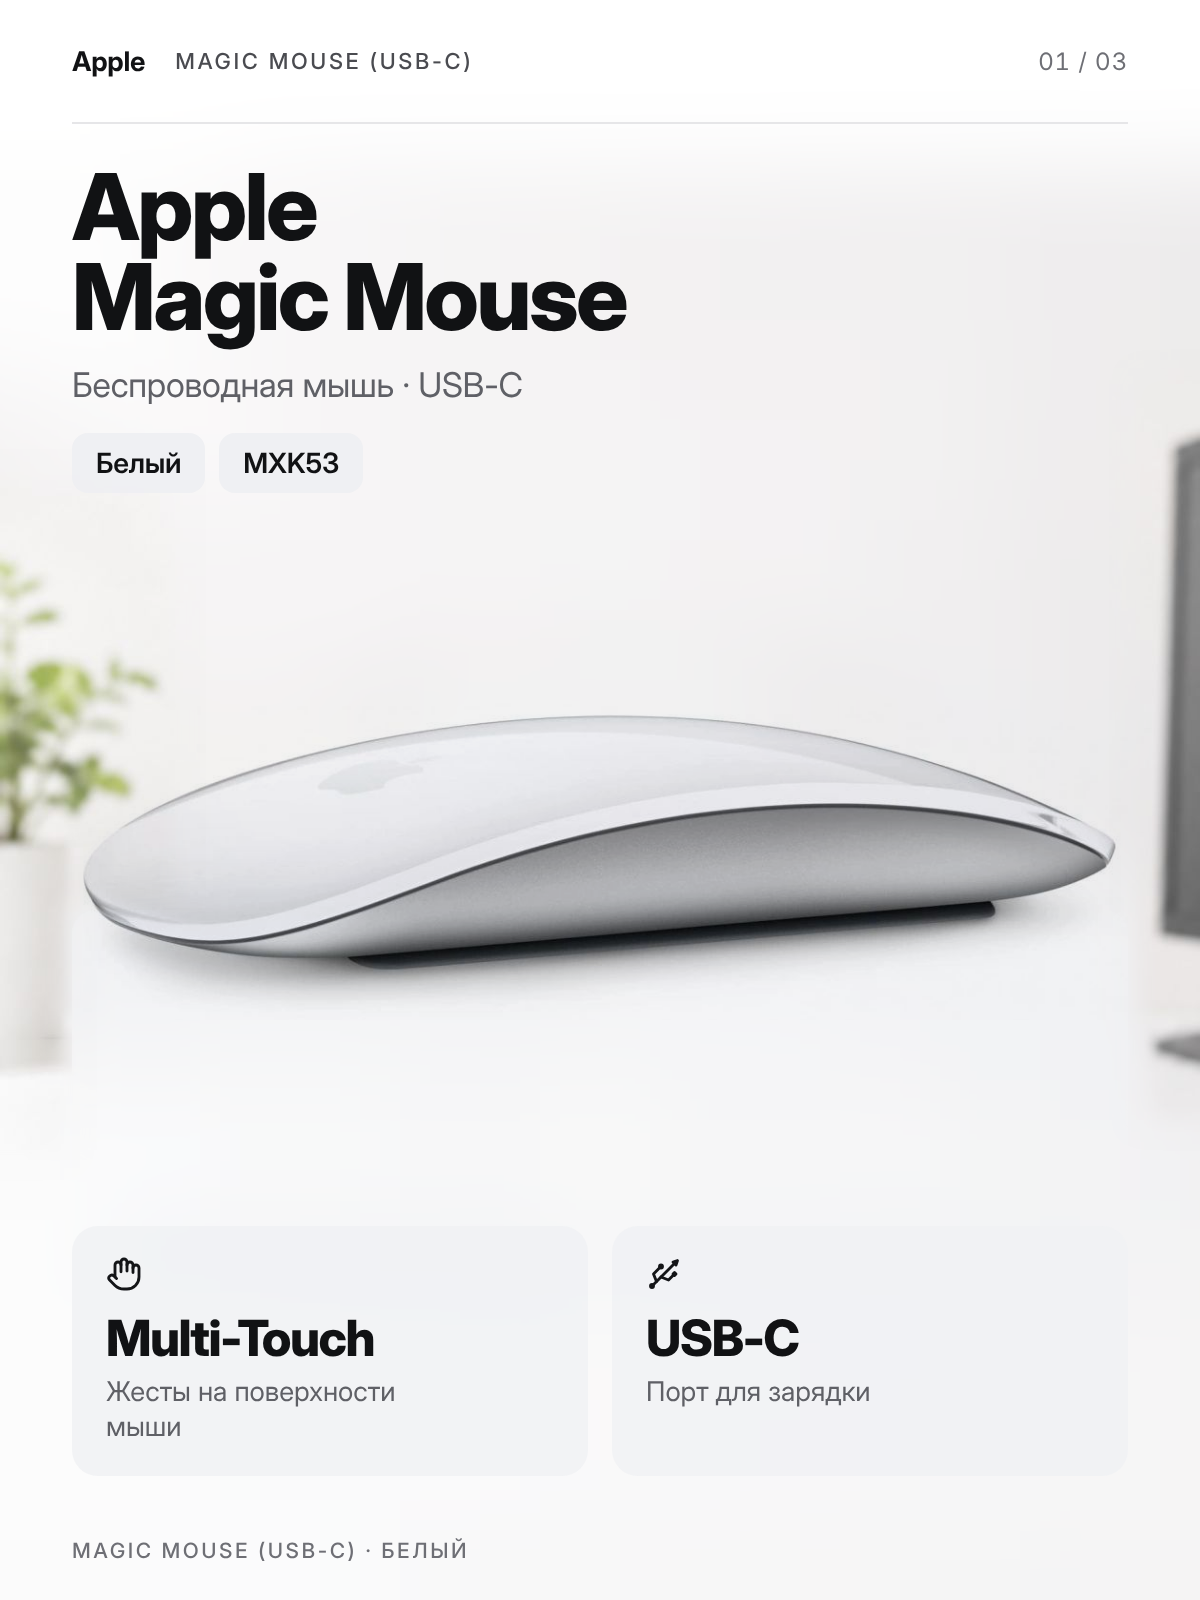 Apple MAGIC MOUSE (USB-C) 01 / 03
Apple
Magic Mouse
Беспроводная мышь · USB-C
Белый MXK53
Multi-Touch
Жесты на поверхности
мыши
USB-C
Порт для зарядки
MAGIC MOUSE (USB-C) · БЕЛЫЙ